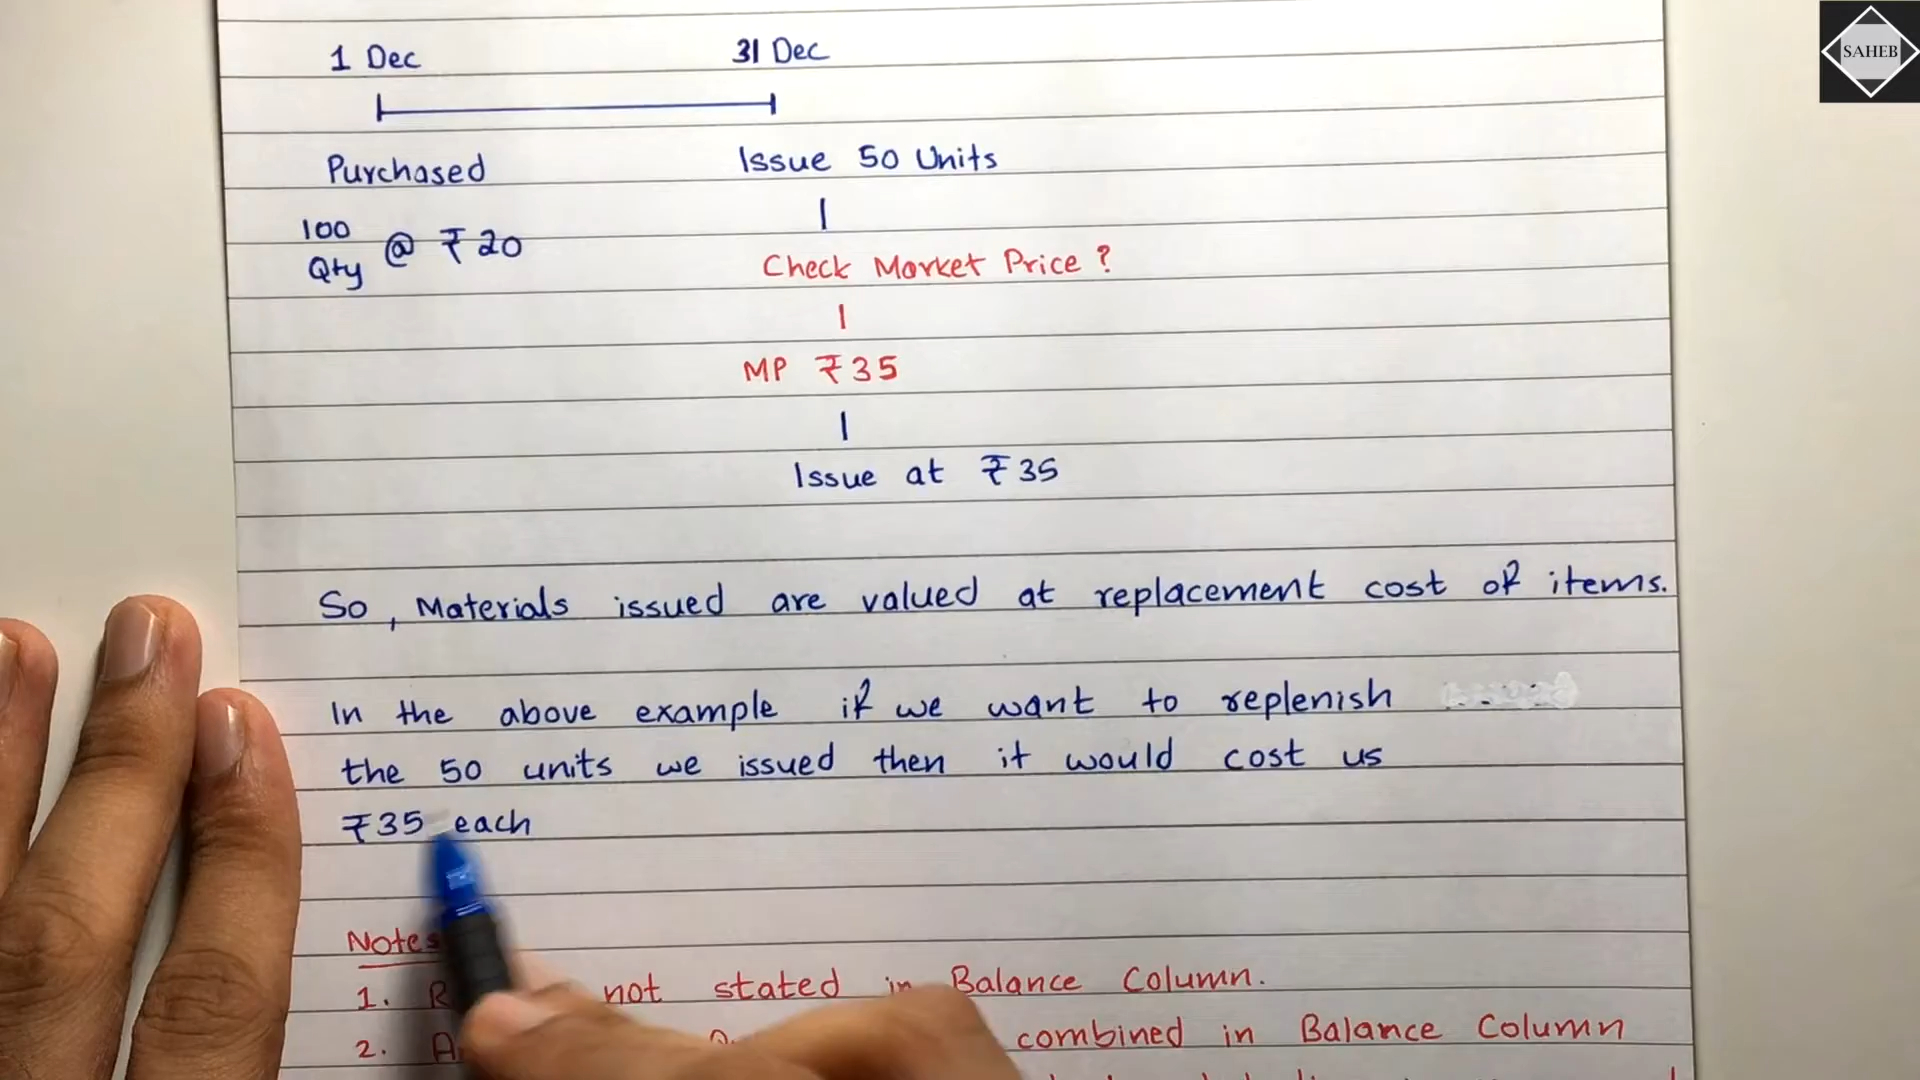 SAHEB
1 Dec 31 Dec
Purchased Issue 50 Units
100 Qty @ ₹20
Check Market Price?
MP ₹35
Issue at ₹35
So, Materials issued are valued at replacement cost of items.
In the above example if we want to replenish
the 50 units we issued then it would cost us
₹35 each
Notes
1. not stated in Balance Column.
2. combined in Balance Column